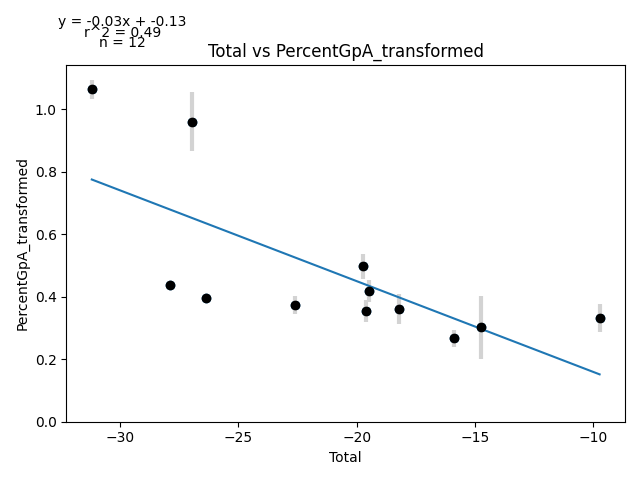 y = -0.03x + -0.13
r^2 = 0.49
n = 12
Total vs PercentGpA_transformed
PercentGpA_transformed
1.0
0.8
0.6
0.4
0.2
0.0
−30
−25
−20
−15
−10
Total